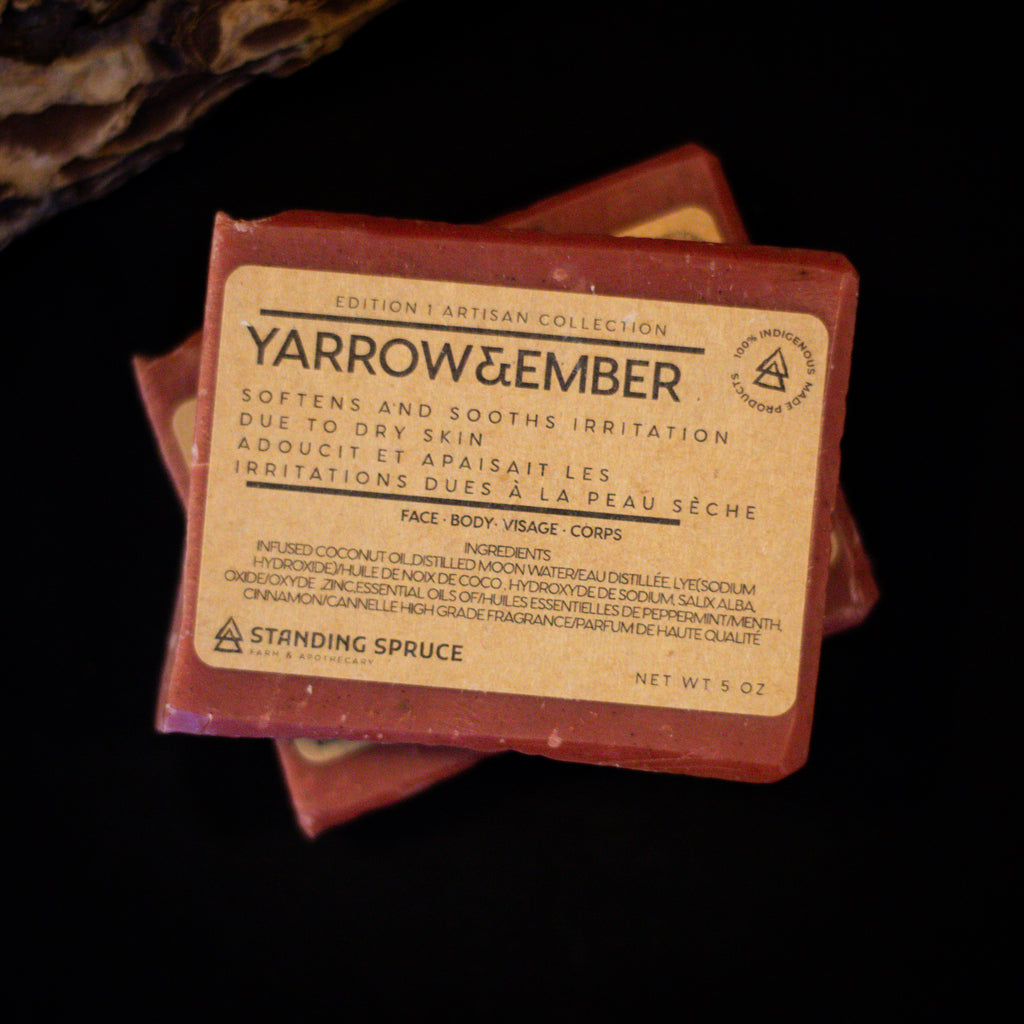 EDITION 1 ARTISAN COLLECTION
YARROW&EMBER
100% INDIGENOUS MADE PRODUCTS
SOFTENS AND SOOTHS IRRITATION
DUE TO DRY SKIN
ADOUCIT ET APAISAIT LES
IRRITATIONS DUES À LA PEAU SÈCHE
FACE · BODY · VISAGE · CORPS
INGREDIENTS
INFUSED COCONUT OIL,DISTILLED MOON WATER/EAU DISTILLÉE, LYE(SODIUM
HYDROXIDE)/HUILE DE NOIX DE COCO , HYDROXYDE DE SODIUM, SALIX ALBA,
OXIDE/OXYDE ,ZINC,ESSENTIAL OILS OF/HUILES ESSENTIELLES DE PEPPERMINT/MENTH,
CINNAMON/CANNELLE HIGH GRADE FRAGRANCE/PARFUM DE HAUTE QUALITÉ
STANDING SPRUCE
FARM & APOTHECARY
NET WT 5 OZ